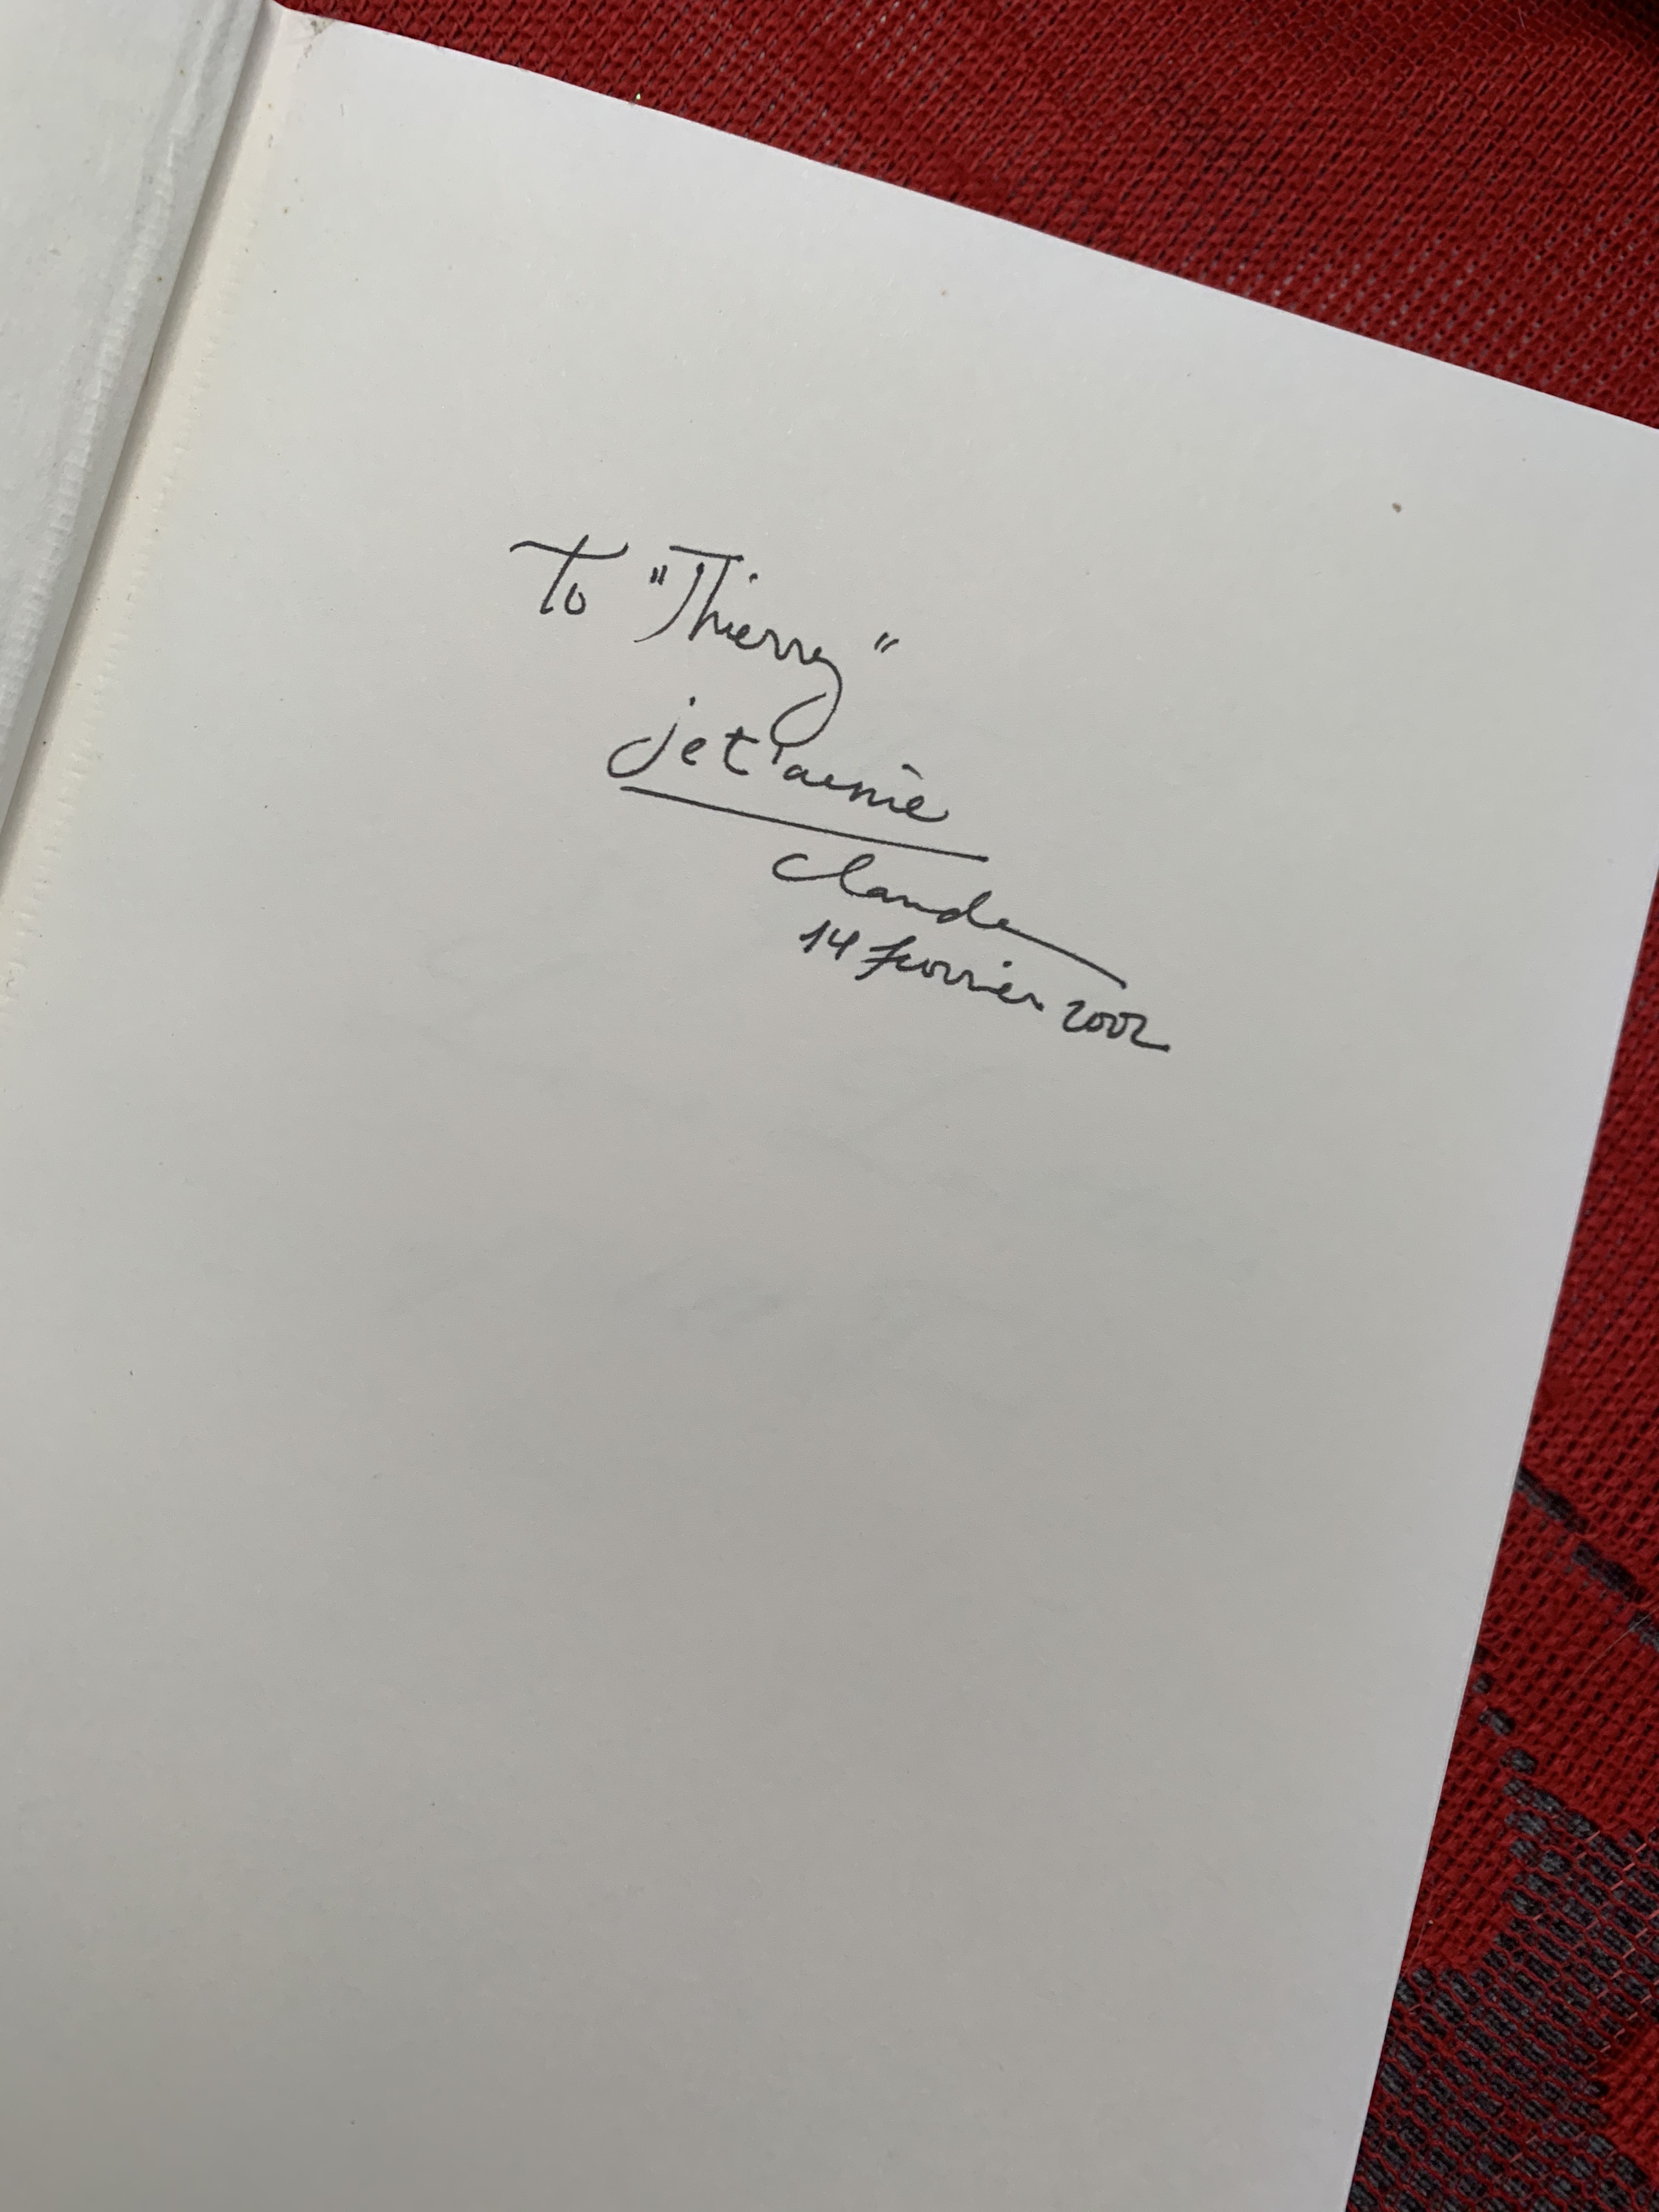 To "Thierry"
je t'aime
Claude
14 février 2002